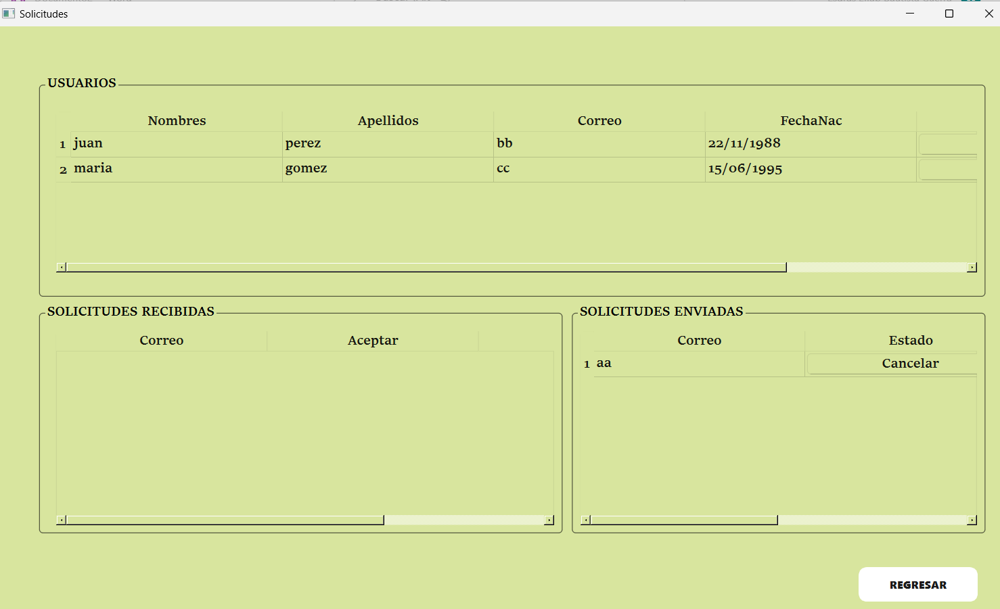 Solicitudes
USUARIOS
Nombres Apellidos Correo FechaNac
1 juan perez bb 22/11/1988
2 maria gomez cc 15/06/1995
SOLICITUDES RECIBIDAS
Correo Aceptar
SOLICITUDES ENVIADAS
Correo Estado
1 aa Cancelar
REGRESAR